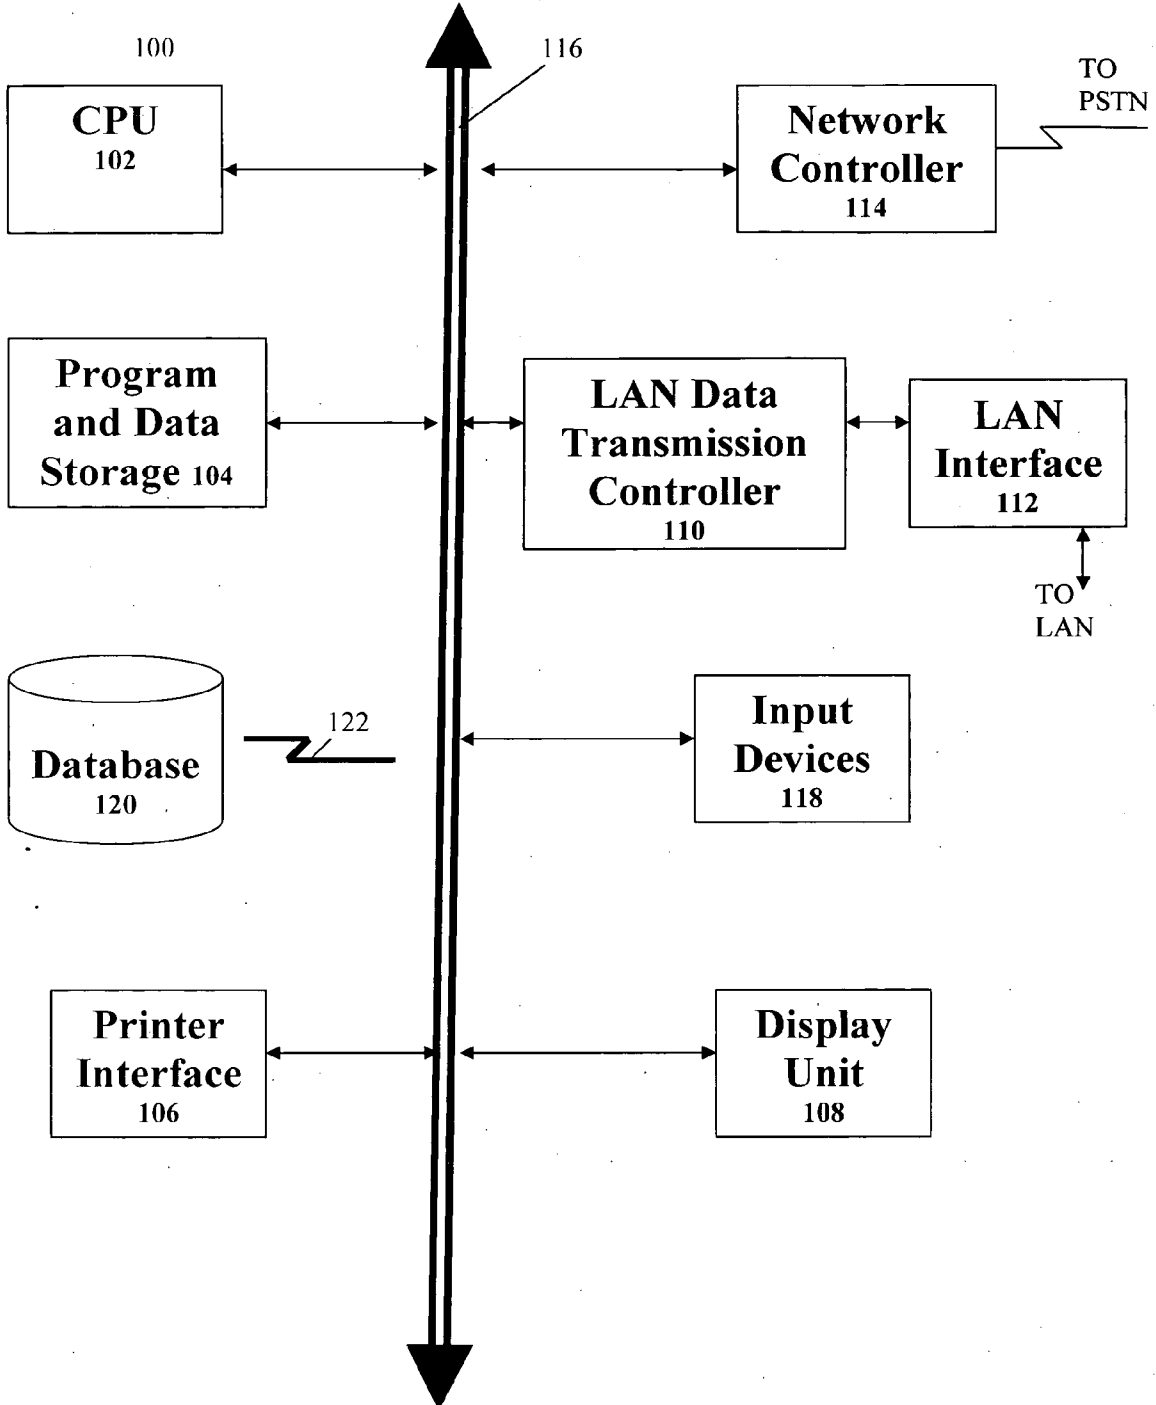 100
116
TO
PSTN
CPU
102
Network
Controller
114
Program
and Data
Storage 104
LAN Data
Transmission
Controller
110
LAN
Interface
112
TO
LAN
Database
120
122
Input
Devices
118
Printer
Interface
106
Display
Unit
108